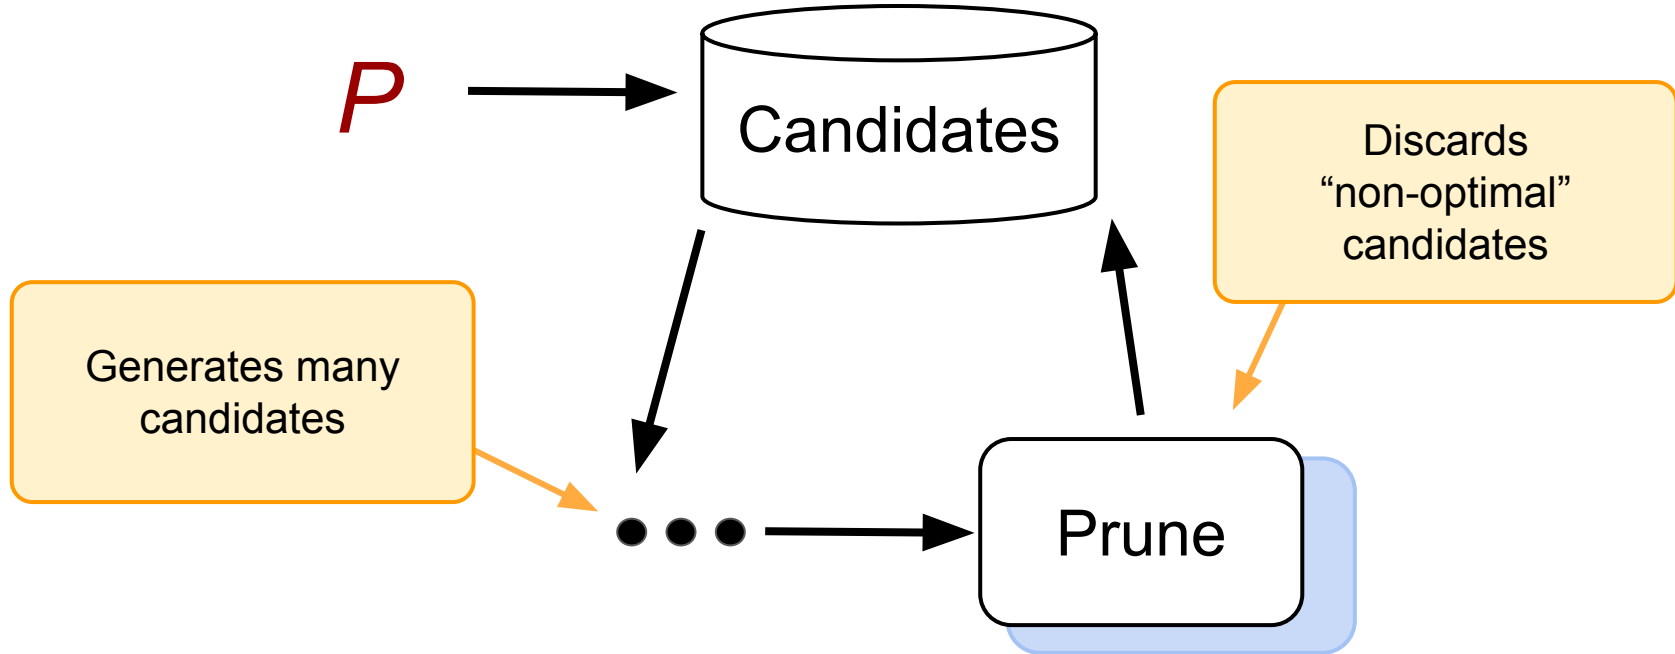 P
Candidates
Discards
“non-optimal”
candidates
Generates many
candidates
Prune